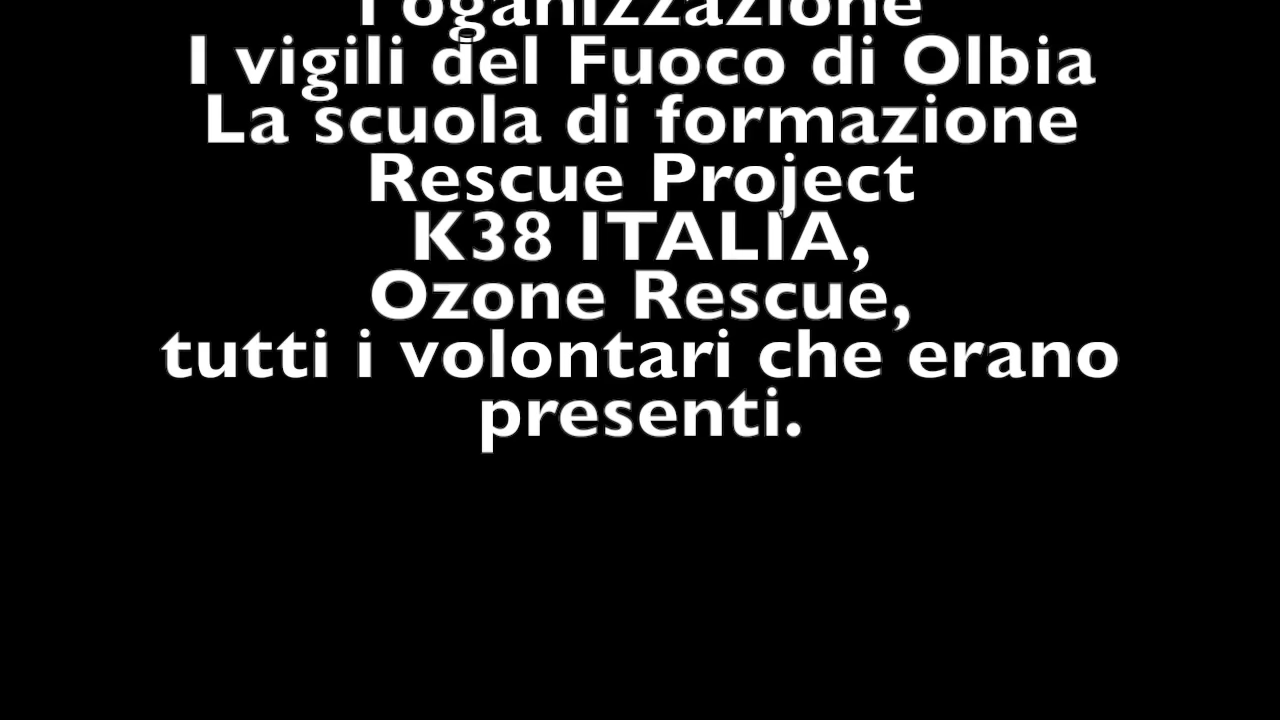 l'oganizzazione
I vigili del Fuoco di Olbia
La scuola di formazione
Rescue Project
K38 ITALIA,
Ozone Rescue,
tutti i volontari che erano
presenti.